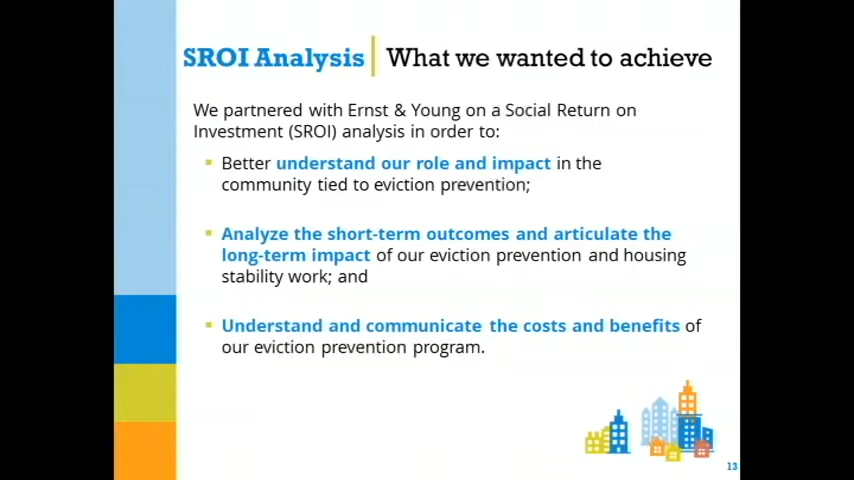 SROI Analysis What we wanted to achieve
We partnered with Ernst & Young on a Social Return on
Investment (SROI) analysis in order to:
Better understand our role and impact in the
community tied to eviction prevention;
Analyze the short-term outcomes and articulate the
long-term impact of our eviction prevention and housing
stability work; and
Understand and communicate the costs and benefits of
our eviction prevention program.
13